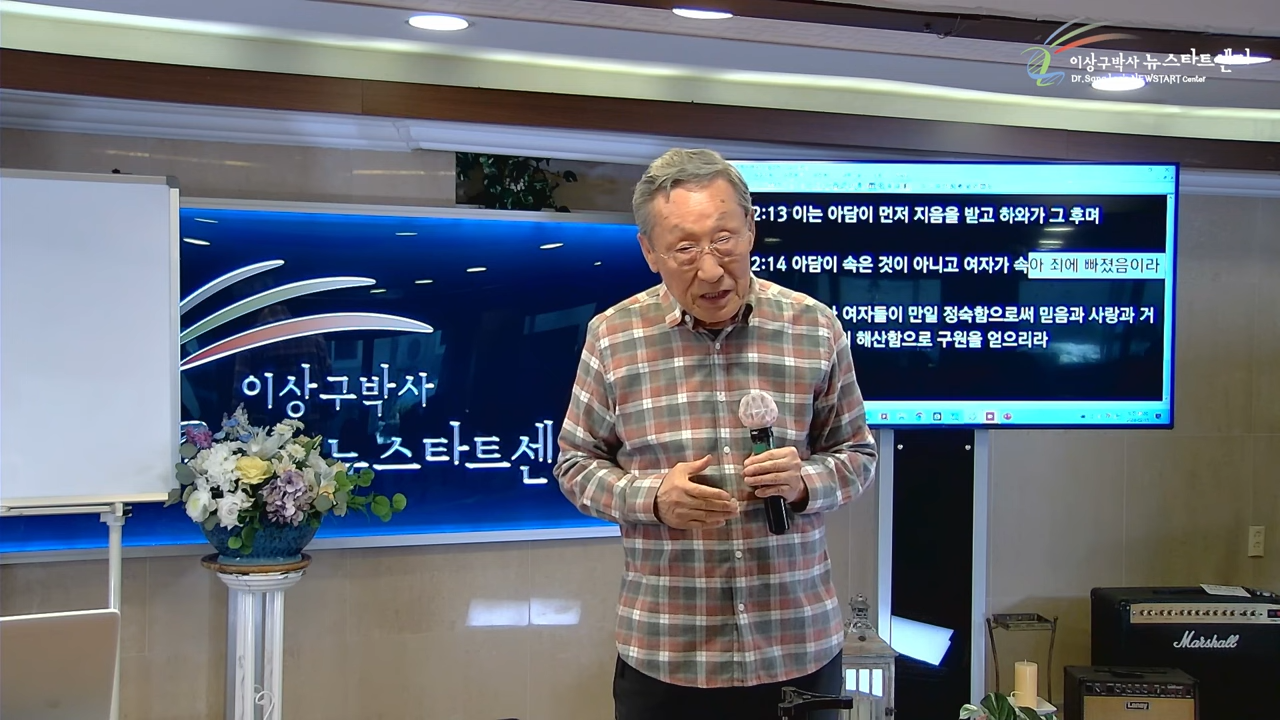 이상구박사 뉴스타트센터
NEWSTART Center
2:13 이는 아담이 먼저 지음을 받고 하와가 그 후며
2:14 아담이 속은 것이 아니고 여자가 속아 죄에 빠졌음이라
여자들이 만일 정숙함으로써 믿음과 사랑과 거
해산함으로 구원을 얻으리라
이상구박사
뉴스타트센
Marshall
Laney